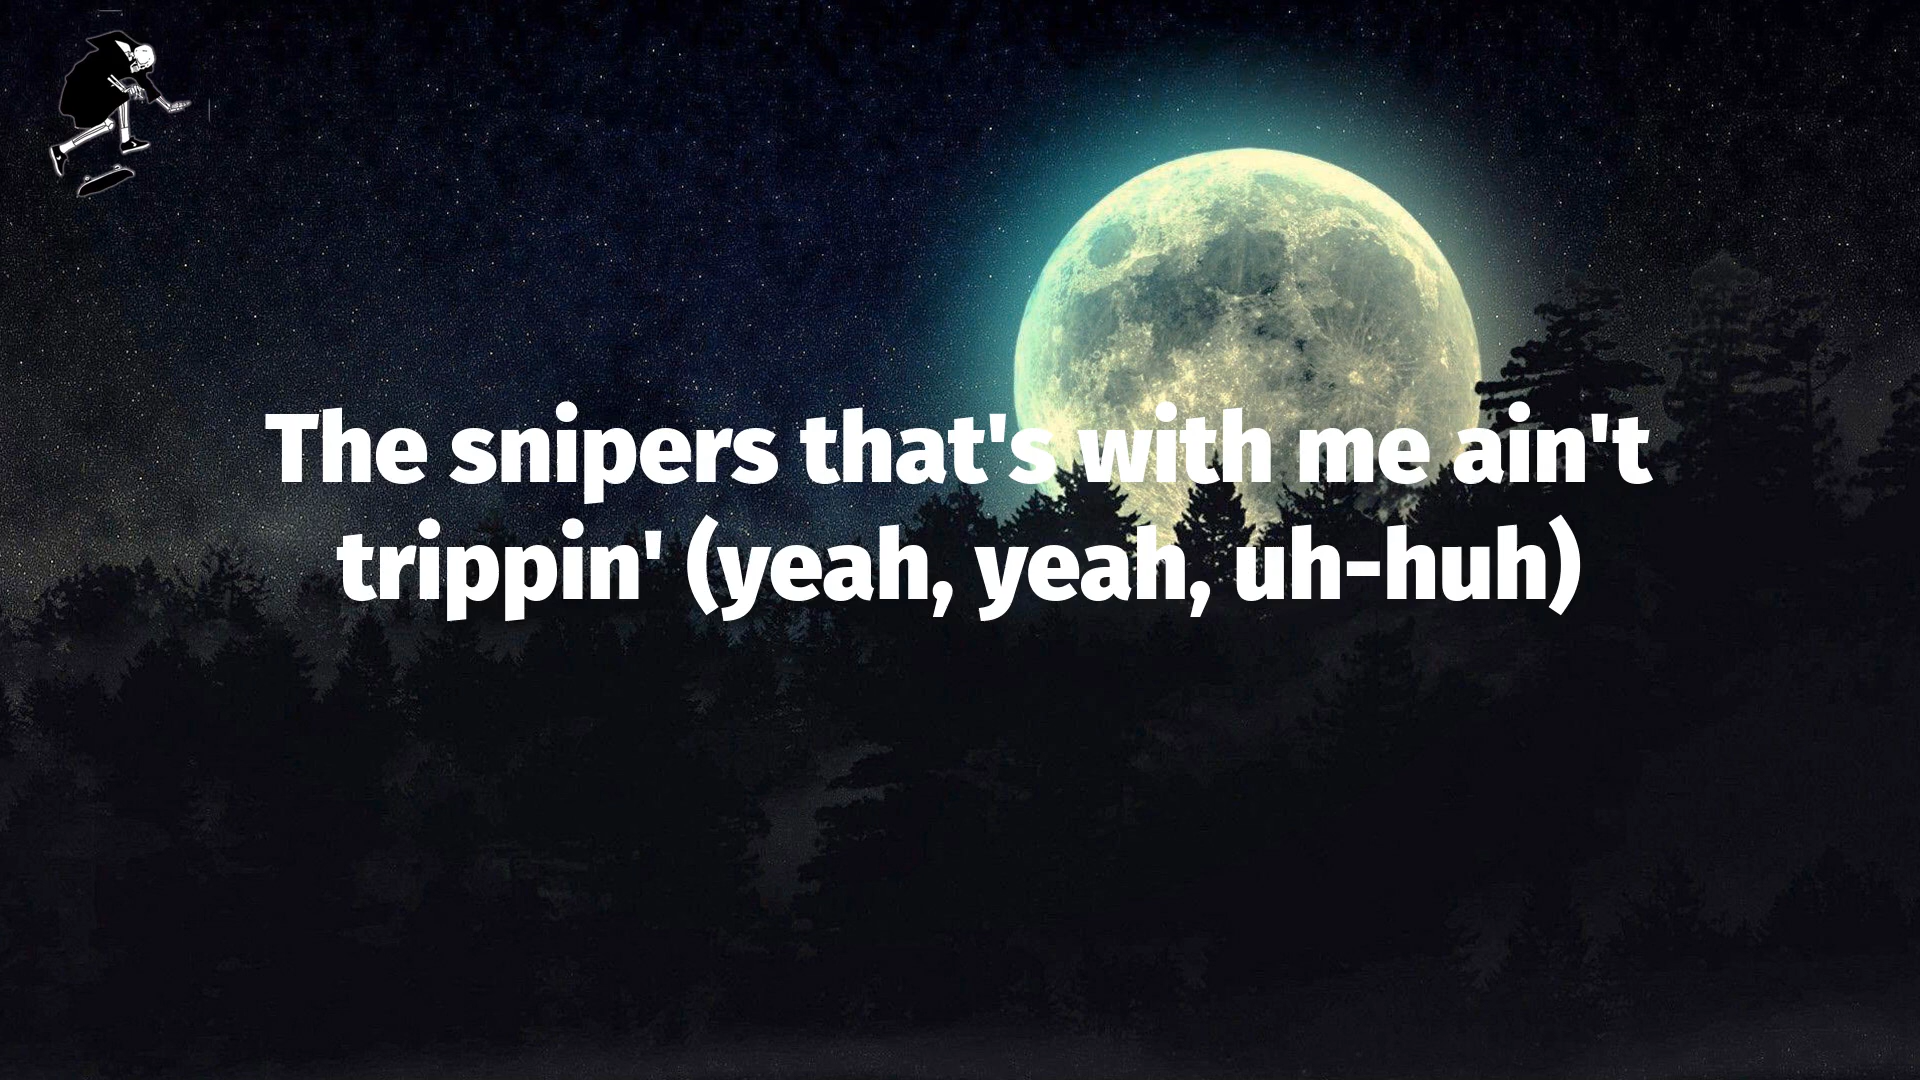 The snipers that's with me ain't
trippin' (yeah, yeah, uh-huh)